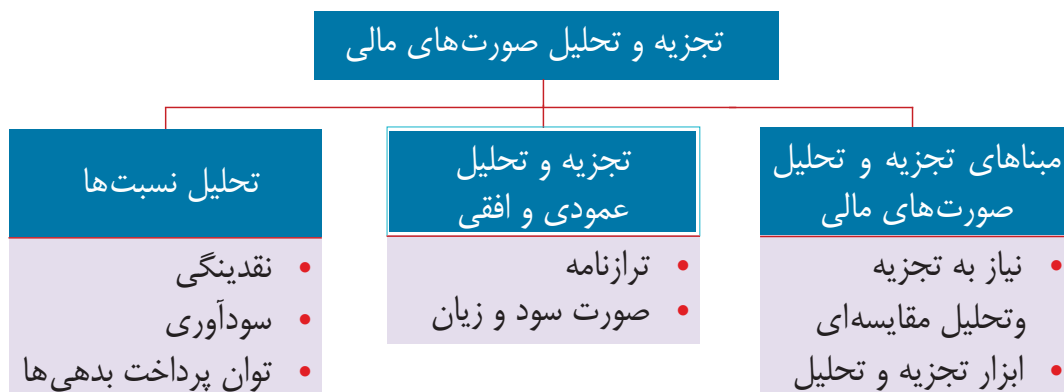 تجزیه و تحلیل صورت‌های مالی
مبناهای تجزیه و تحلیل
صورت‌های مالی
• نیاز به تجزیه
وتحلیل مقایسه‌ای
• ابزار تجزیه و تحلیل
تجزیه و تحلیل
عمودی و افقی
• ترازنامه
• صورت سود و زیان
تحلیل نسبت‌ها
• نقدینگی
• سودآوری
• توان پرداخت بدهی‌ها